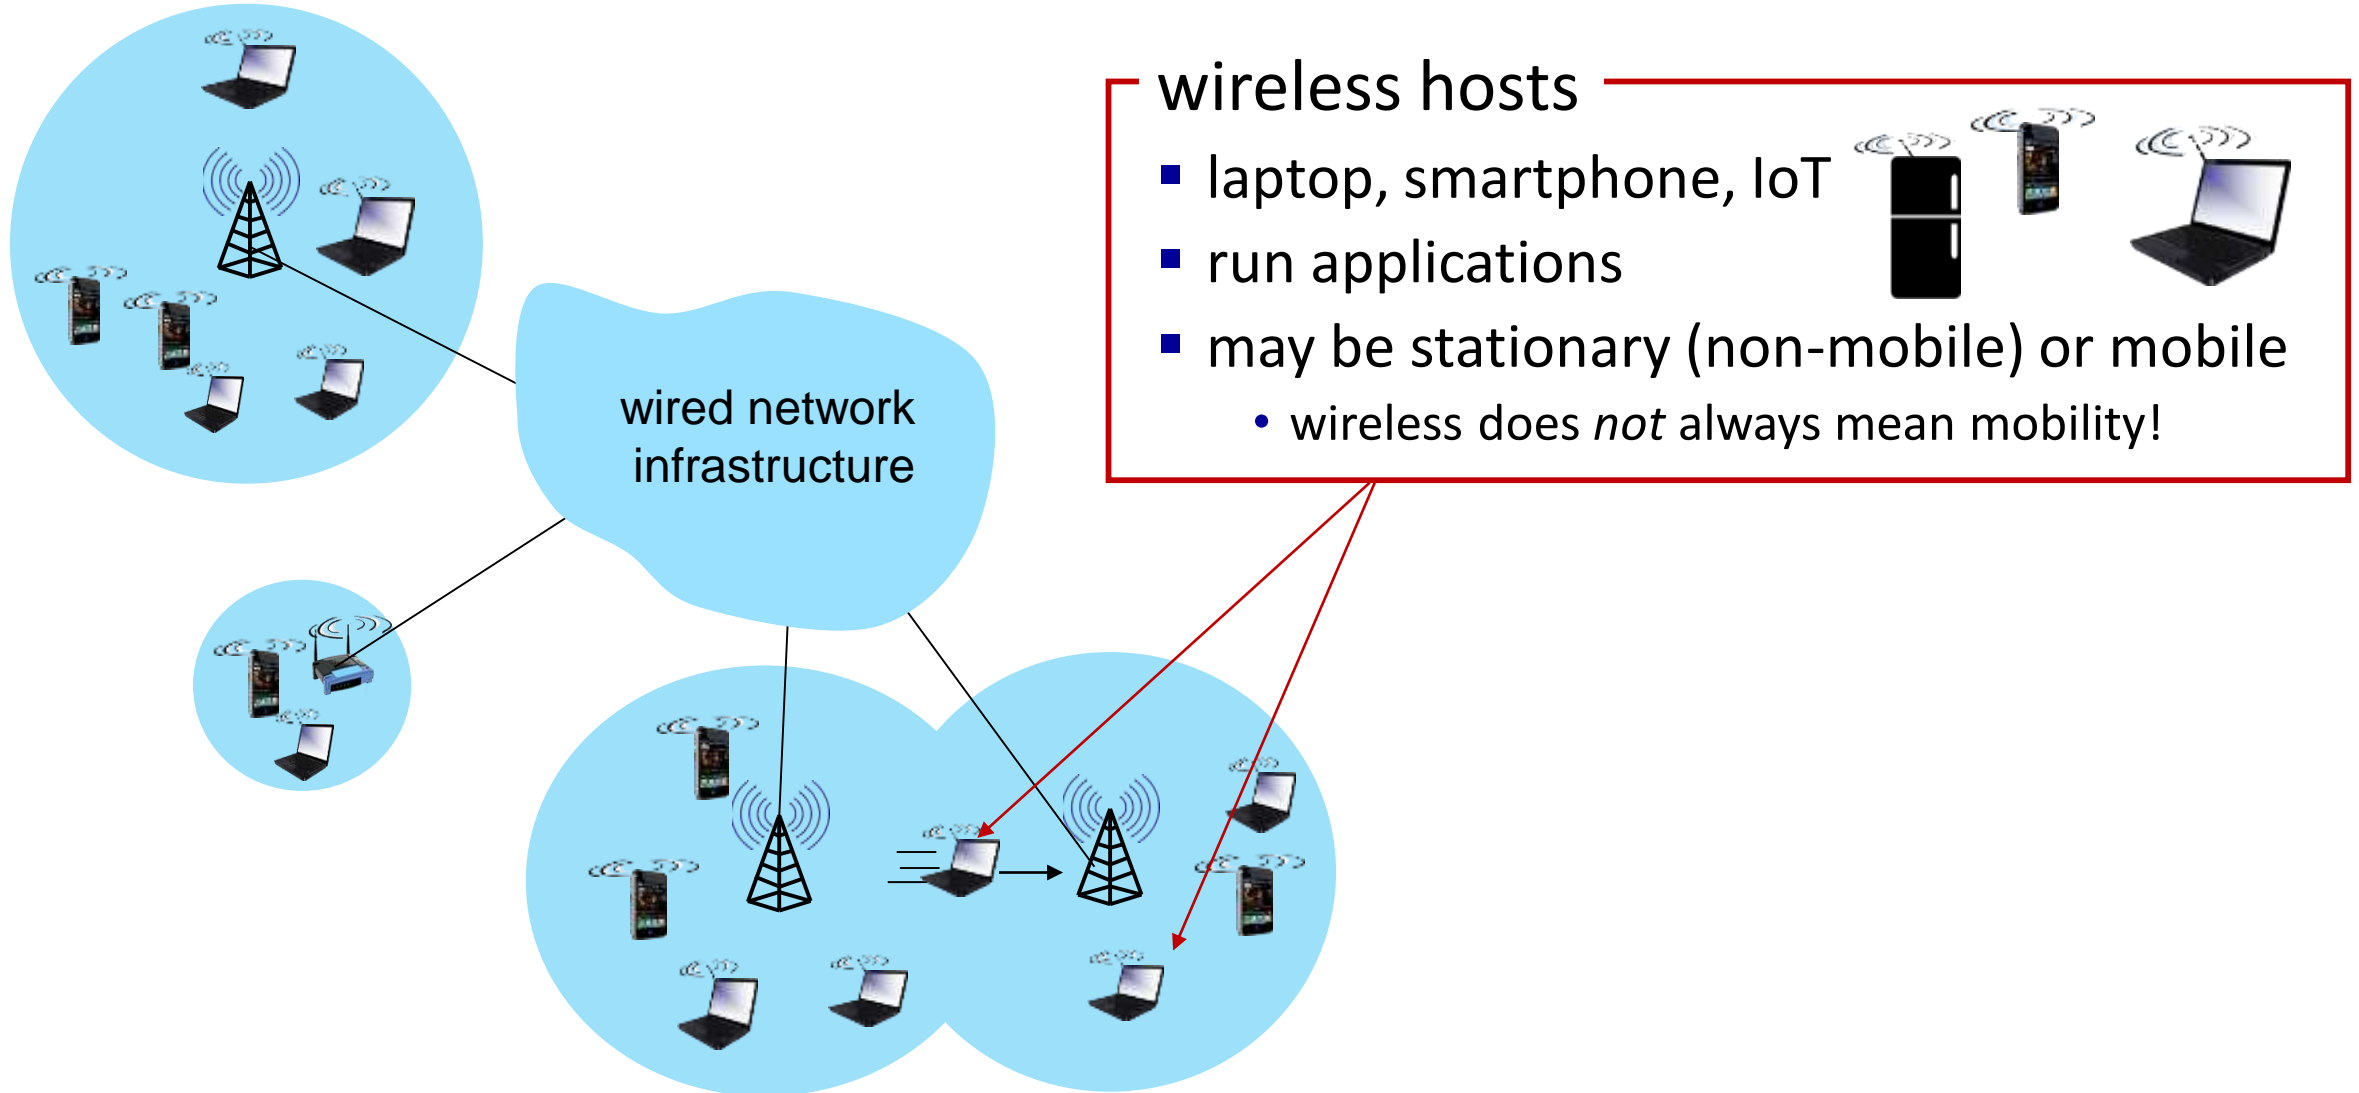 wireless hosts
▪ laptop, smartphone, IoT
▪ run applications
▪ may be stationary (non-mobile) or mobile
• wireless does not always mean mobility!
wired network
infrastructure